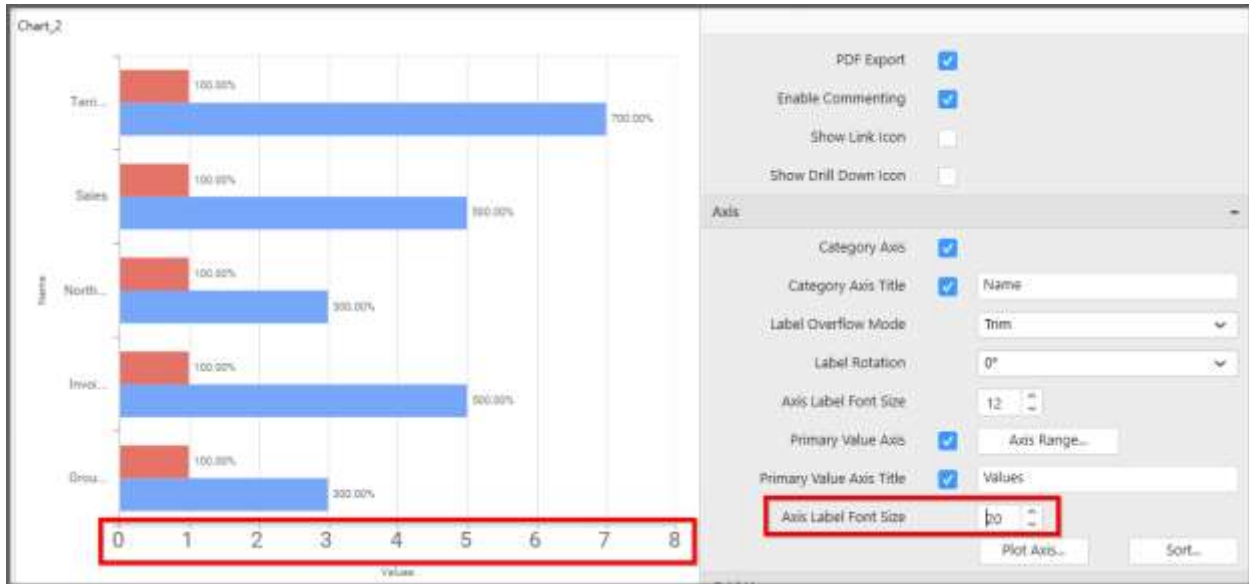 Chart_2
Terri...
100.00%
700.00%
Sales
100.00%
500.00%
North...
100.00%
300.00%
Invoi...
100.00%
500.00%
Grou...
100.00%
300.00%
Name
0 1 2 3 4 5 6 7 8
Values
PDF Export
Enable Commenting
Show Link Icon
Show Drill Down Icon
Axis
Category Axis
Category Axis Title Name
Label Overflow Mode Trim
Label Rotation 0°
Axis Label Font Size 12
Primary Value Axis Axis Range...
Primary Value Axis Title Values
Axis Label Font Size 20
Plot Axis... Sort...